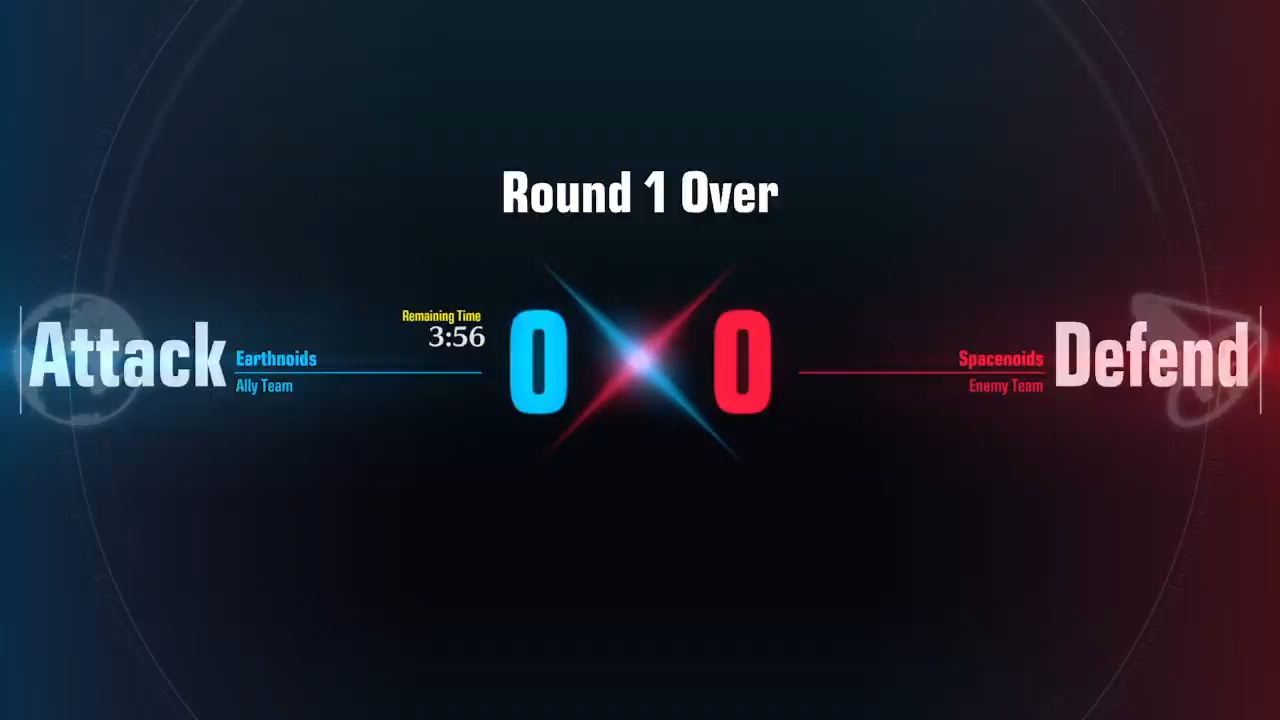 Round 1 Over
Remaining Time
3:56
0
0
Attack
Earthnoids
Ally Team
Spacenoids
Enemy Team
Defend